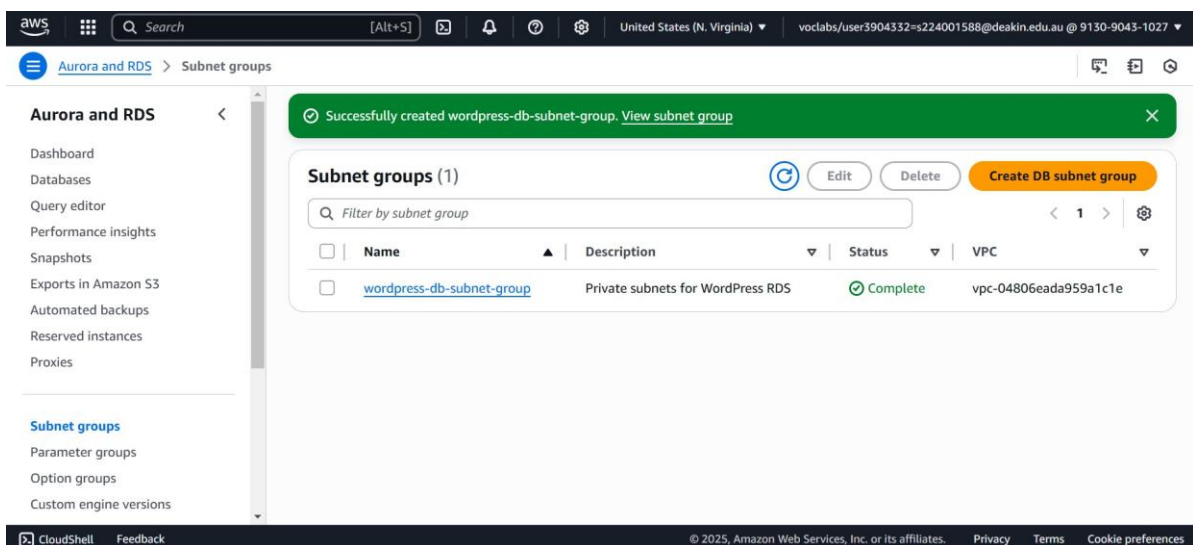 aws Search [Alt+S] United States (N. Virginia) ▼ voclabs/user3904332=s224001588@deakin.edu.au @ 9130-9043-1027 ▼
Aurora and RDS > Subnet groups
Aurora and RDS
Dashboard
Databases
Query editor
Performance insights
Snapshots
Exports in Amazon S3
Automated backups
Reserved instances
Proxies
Subnet groups
Parameter groups
Option groups
Custom engine versions
Successfully created wordpress-db-subnet-group. View subnet group
Subnet groups (1) Edit Delete Create DB subnet group
Filter by subnet group < 1 >
Name Description Status VPC
wordpress-db-subnet-group Private subnets for WordPress RDS Complete vpc-04806eada959a1c1e
CloudShell Feedback © 2025, Amazon Web Services, Inc. or its affiliates. Privacy Terms Cookie preferences